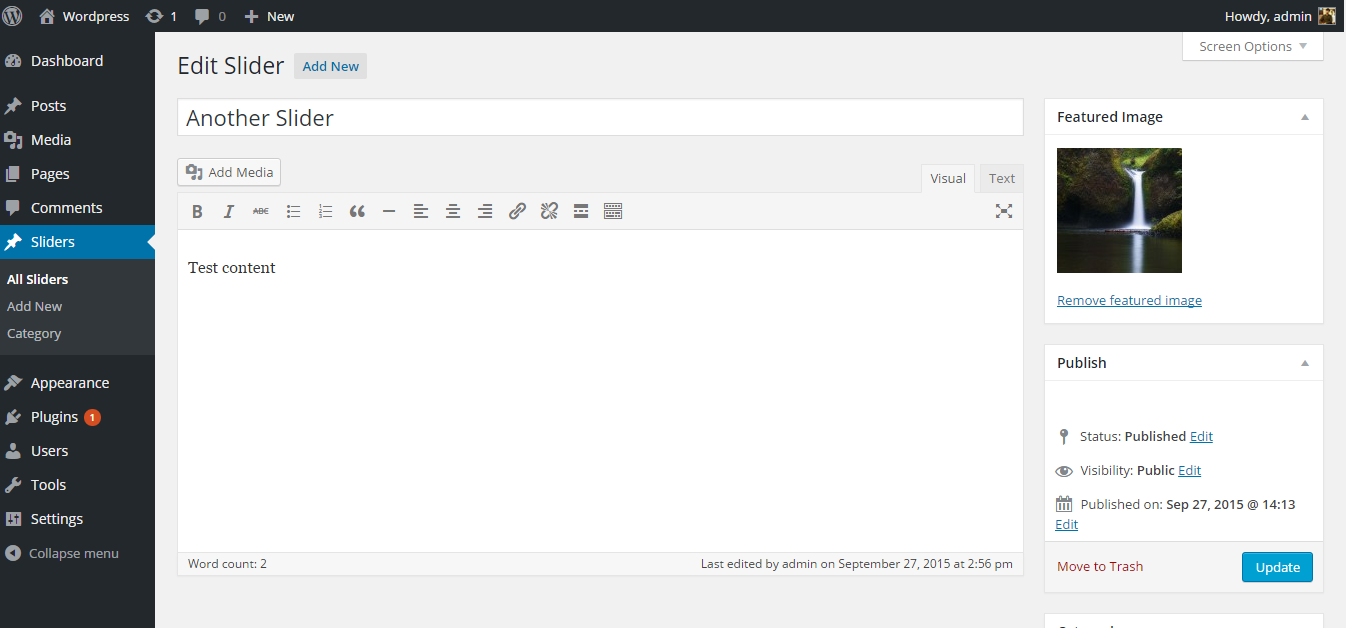 Wordpress 1 0 New Howdy, admin
Screen Options
Dashboard
Posts
Media
Pages
Comments
Sliders
All Sliders
Add New
Category
Appearance
Plugins 1
Users
Tools
Settings
Collapse menu
Edit Slider Add New
Another Slider
Add Media
Visual Text
B I ABC
Test content
Word count: 2 Last edited by admin on September 27, 2015 at 2:56 pm
Featured Image
Remove featured image
Publish
Status: Published Edit
Visibility: Public Edit
Published on: Sep 27, 2015 @ 14:13
Edit
Move to Trash Update